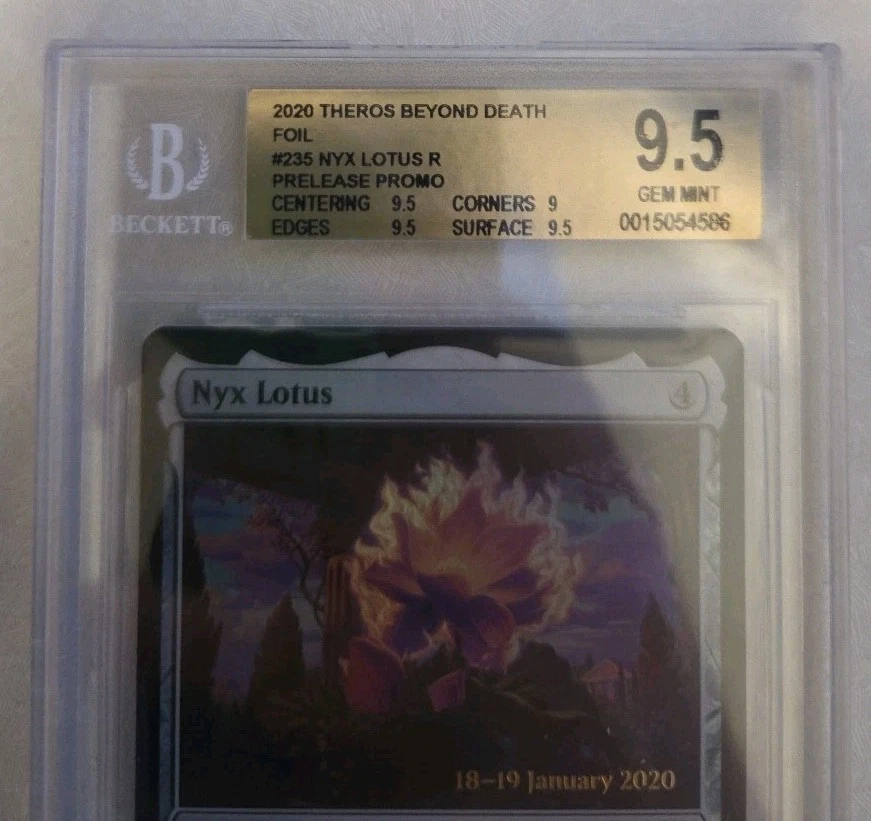 2020 THEROS BEYOND DEATH
FOIL
#235 NYX LOTUS R
PRELEASE PROMO
CENTERING 9.5 CORNERS 9
EDGES 9.5 SURFACE 9.5
9.5
GEM MINT
0015054586
B
BECKETT®
Nyx Lotus 4
18–19 January 2020